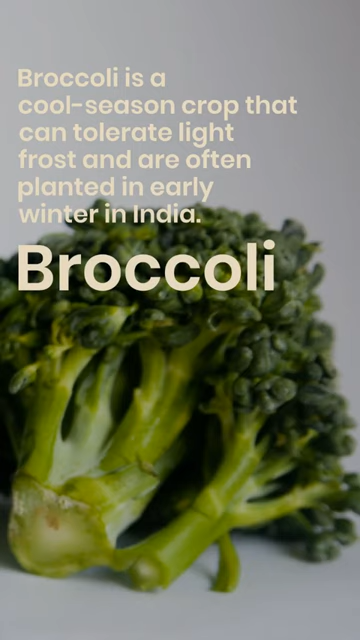 Broccoli is a
cool-season crop that
can tolerate light
frost and are often
planted in early
winter in India.
Broccoli